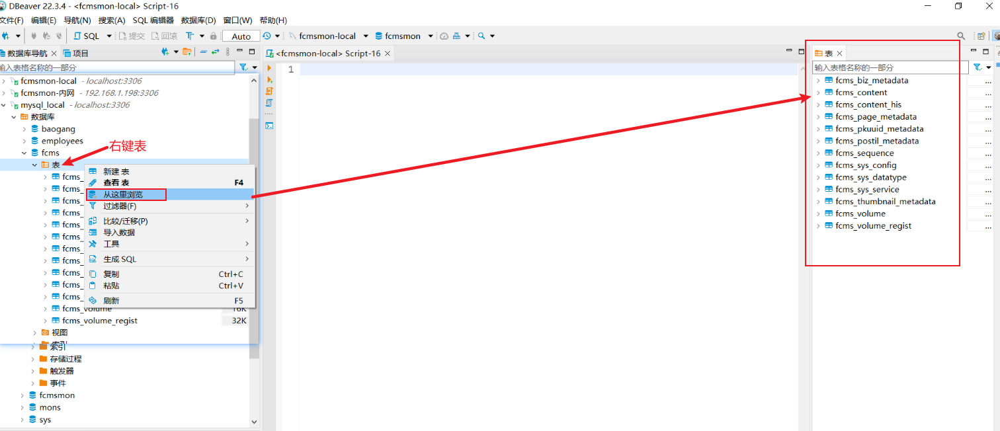 DBeaver 22.3.4 - <fcmsmon-local> Script-16
文件(F) 编辑(E) 导航(N) 搜索(A) SQL 编辑器 数据库(D) 窗口(W) 帮助(H)
SQL 提交 回滚 Auto fcmsmon-local fcmsmon
数据库导航 项目
输入表格名称的一部分
fcmsmon-local - localhost:3306
fcmsmon-内网 - 192.168.1.198:3306
mysql_local - localhost:3306
数据库
baogang
employees
fcms
表
右键表
fcms_
fcms_
fcms_
fcms_
fcms_
fcms_
fcms_
fcms_
fcms_
fcms_
fcms_
fcms_volume 16K
fcms_volume_regist 32K
视图
索引
索引
存储过程
触发器
事件
fcmsmon
mons
sys
新建 表
查看 表 F4
从这里浏览
过滤器(F)
比较/迁移(P)
导入数据
工具
生成 SQL
复制 Ctrl+C
粘贴 Ctrl+V
刷新 F5
<fcmsmon-local> Script-16
1
表
输入表格名称的一部分
fcms_biz_metadata ...
fcms_content ...
fcms_content_his ...
fcms_page_metadata ...
fcms_pkuuid_metadata ...
fcms_postil_metadata ...
fcms_sequence ...
fcms_sys_config ...
fcms_sys_datatype ...
fcms_sys_service ...
fcms_thumbnail_metadata ...
fcms_volume ...
fcms_volume_regist ...